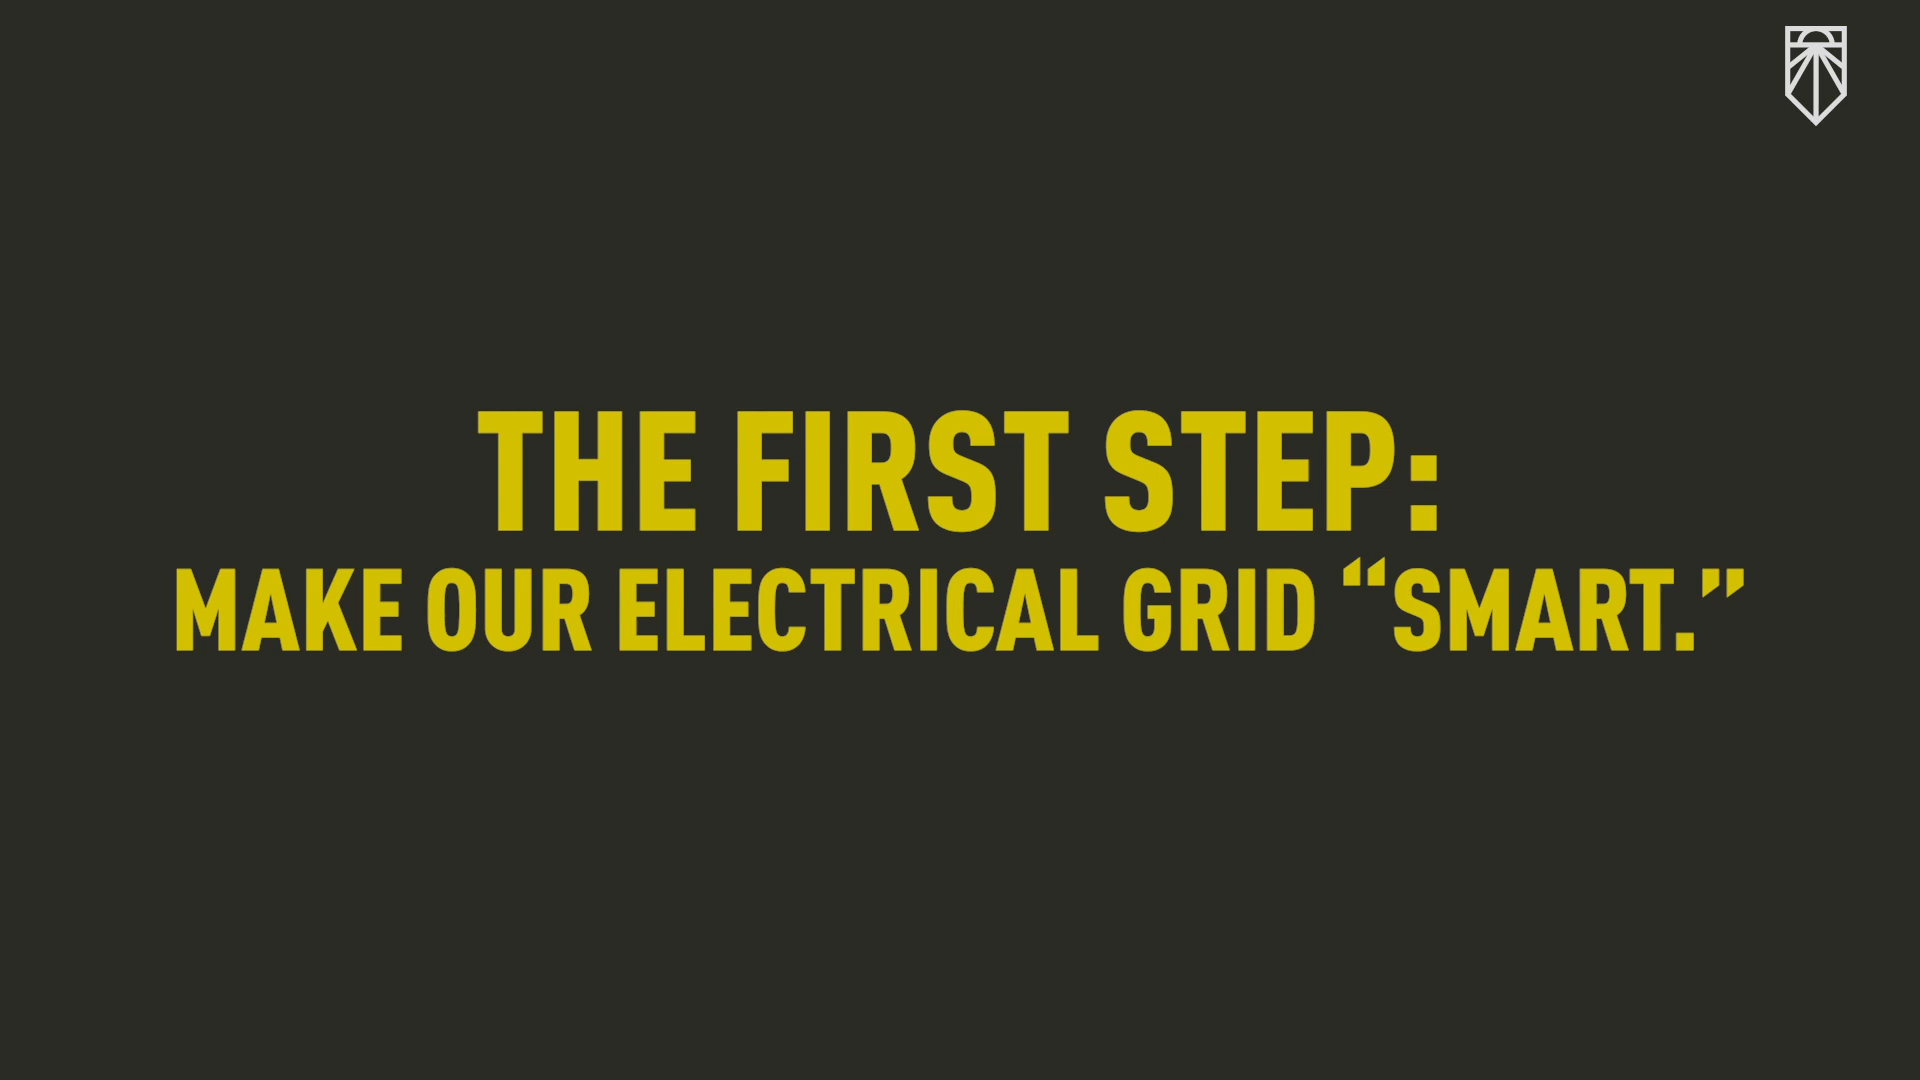 THE FIRST STEP:
MAKE OUR ELECTRICAL GRID “SMART.”